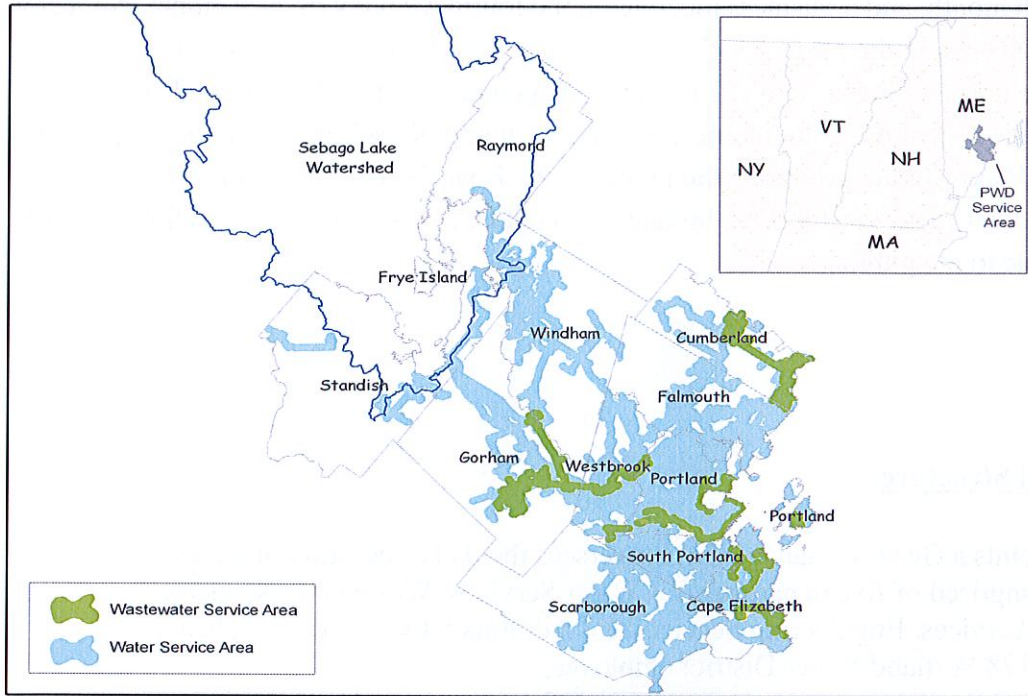 Sebago Lake
Watershed
Raymond
Frye Island
Standish
Windham
Cumberland
Falmouth
Gorham
Westbrook
Portland
Portland
South Portland
Scarborough
Cape Elizabeth
NY
VT
NH
ME
MA
PWD
Service
Area
Wastewater Service Area
Water Service Area